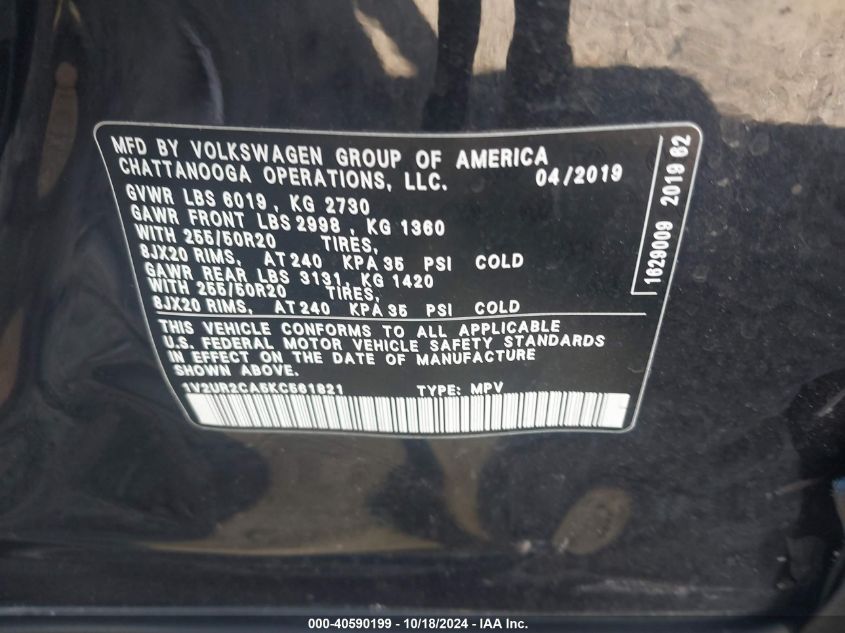 MFD BY VOLKSWAGEN GROUP OF AMERICA
CHATTANOOGA OPERATIONS, LLC. 04/2019
GVWR LBS 6019 , KG 2730
GAWR FRONT LBS 2998 , KG 1360
WITH 255/50R20 TIRES,
8JX20 RIMS, AT 240 KPA 35 PSI COLD
GAWR REAR LBS 3131, KG 1420
WITH 255/50R20 TIRES,
8JX20 RIMS, AT 240 KPA 35 PSI COLD
THIS VEHICLE CONFORMS TO ALL APPLICABLE
U.S. FEDERAL MOTOR VEHICLE SAFETY STANDARDS
IN EFFECT ON THE DATE OF MANUFACTURE
SHOWN ABOVE.
1V2UR2CA5KC561821 TYPE: MPV
1629009 2019 62
000-40590199 - 10/18/2024 - IAA Inc.